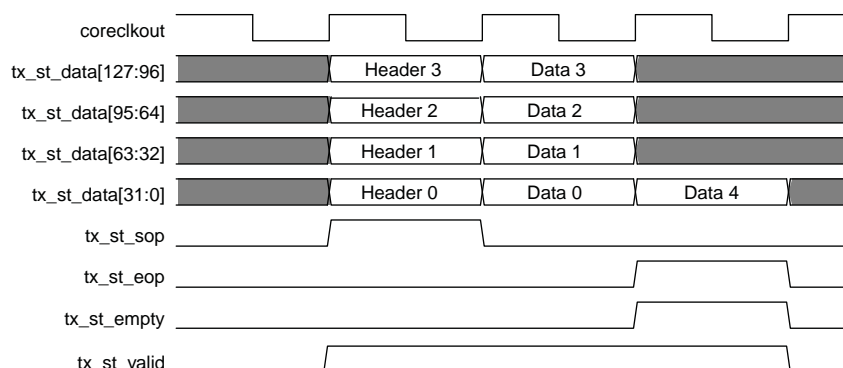 coreclkout
tx_st_data[127:96] Header 3 Data 3
tx_st_data[95:64] Header 2 Data 2
tx_st_data[63:32] Header 1 Data 1
tx_st_data[31:0] Header 0 Data 0 Data 4
tx_st_sop
tx_st_eop
tx_st_empty
tx_st_valid